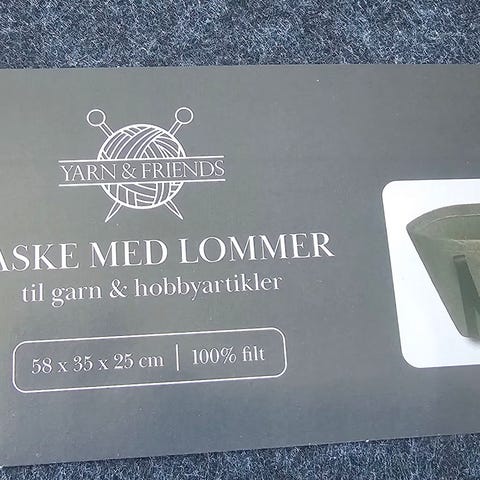 YARN & FRIENDS
ASKE MED LOMMER
til garn & hobbyartikler
58 x 35 x 25 cm | 100% filt